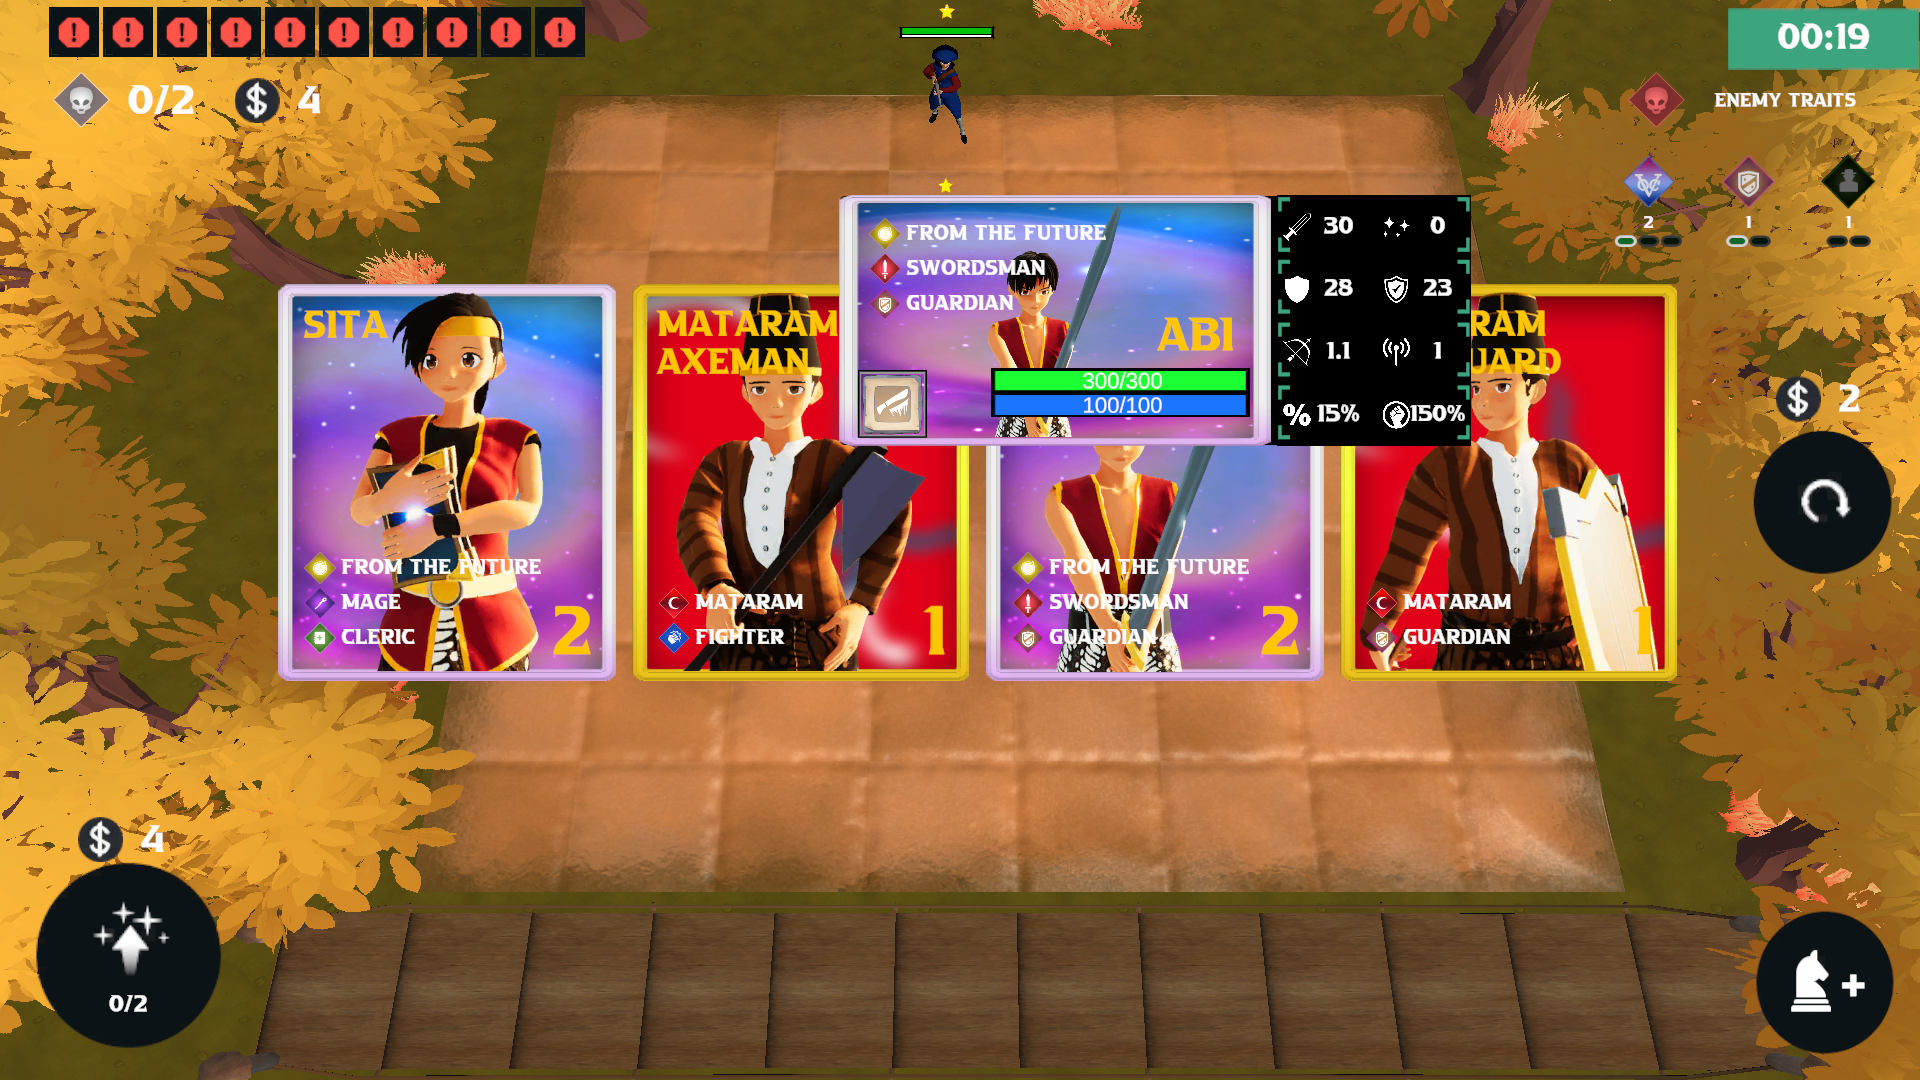 00:19
0/2
$ 4
ENEMY TRAITS
2
1
1
FROM THE FUTURE
SWORDSMAN
GUARDIAN
ABI
300/300
100/100
30
0
28
23
1.1
1
% 15%
150%
SITA
FROM THE FUTURE
MAGE
CLERIC
2
MATARAM
AXEMAN
MATARAM
FIGHTER
1
FROM THE FUTURE
SWORDSMAN
GUARDIAN
2
RAM
UARD
MATARAM
GUARDIAN
1
$ 2
$ 4
0/2
+